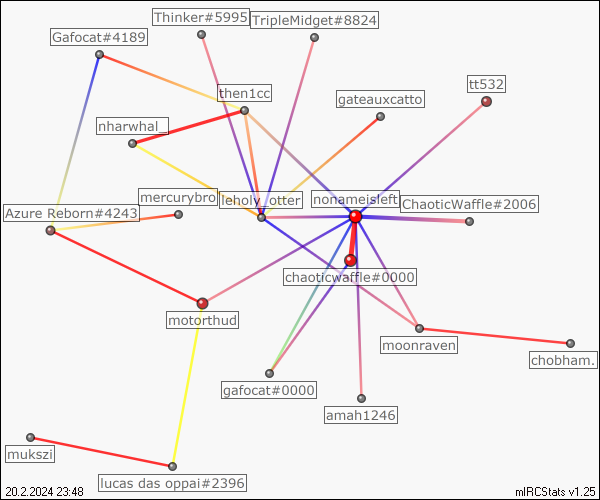 Thinker#5995
TripleMidget#8824
Gafocat#4189
tt532
then1cc
gateauxcatto
nharwhal_
mercurybro
leholy_otter
nonameisleft
ChaoticWaffle#2006
Azure Reborn#4243
chaoticwaffle#0000
motorthud
moonraven
chobham.
gafocat#0000
amah1246
mukszi
lucas das oppai#2396
20.2.2024 23:48
mIRCStats v1.25